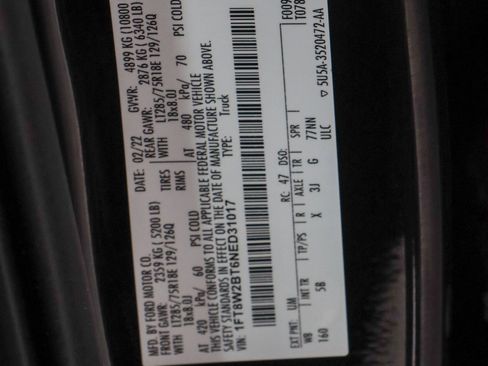 MFD. BY FORD MOTOR CO.
DATE: 02/22 GVWR: 4899 KG (10800
FRONT GAWR: 2359 KG (5200 LB) REAR GAWR: 2876 KG (6340 LB)
WITH LT285/75R18E 129/126Q TIRES WITH LT285/75R18E 129/126Q
18x8.0J RIMS 18x8.0J
AT 420 kPa/ 60 PSI COLD AT 480 kPa/ 70 PSI COLD
THIS VEHICLE CONFORMS TO ALL APPLICABLE FEDERAL MOTOR VEHICLE
SAFETY STANDARDS IN EFFECT ON THE DATE OF MANUFACTURE SHOWN ABOVE.
VIN: 1FT8W2BT6NED31017 Type: Truck
F009
T078
EXT PNT: UM RC: 47 DSO:
WB INT TR TP/PS R AXLE TR SPR
160 5B X 3J G 77NN
ULC
▽ 5U5A-3520472-AA